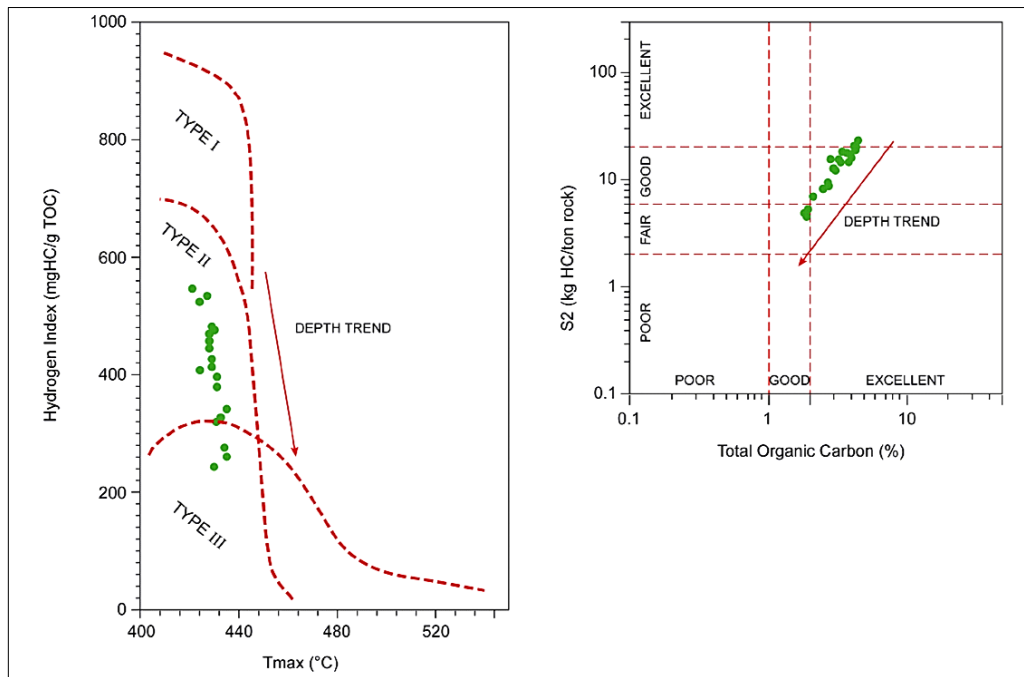 1000
800
600
400
200
0
Hydrogen Index (mgHC/g TOC)
TYPE I
TYPE II
TYPE III
DEPTH TREND
400
440
480
520
Tmax (°C)
100
10
1
0.1
S2 (kg HC/ton rock)
EXCELLENT
GOOD
FAIR
POOR
DEPTH TREND
POOR
GOOD
EXCELLENT
0.1
1
10
Total Organic Carbon (%)